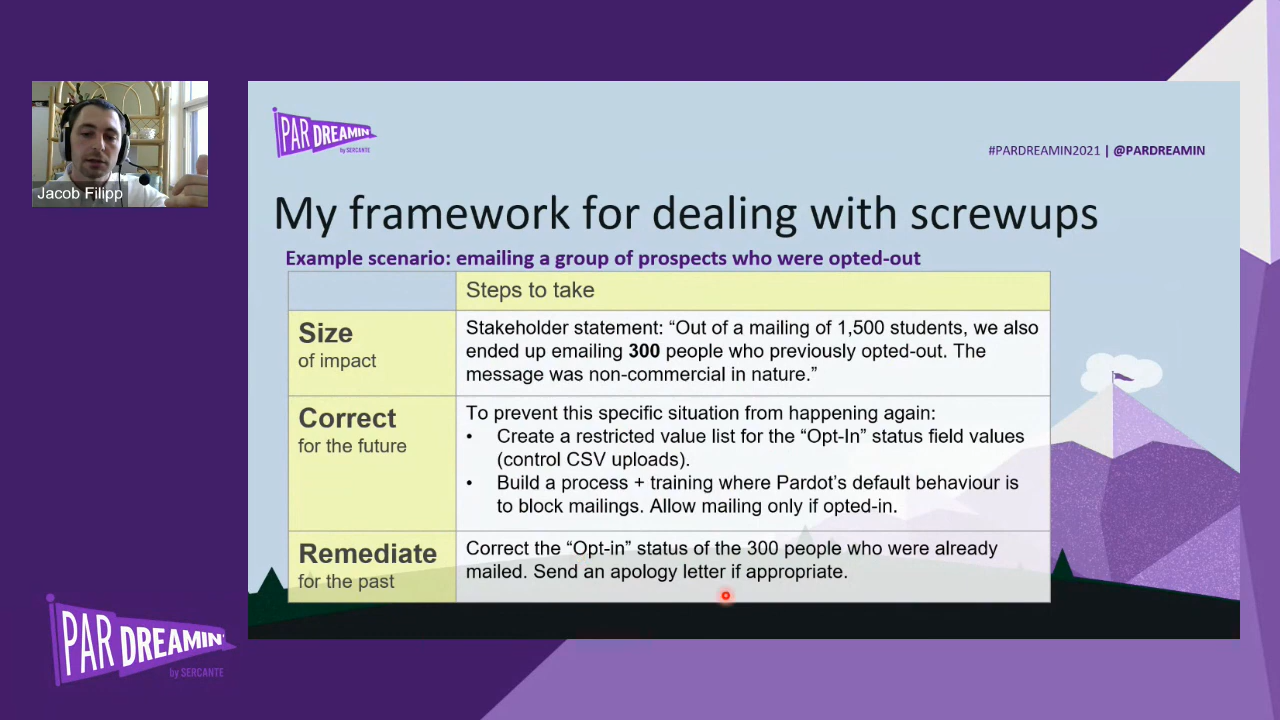 Jacob Filipp
PARDREAMIN
by SERCANTE
#PARDREAMIN2021 | @PARDREAMIN
My framework for dealing with screwups
Example scenario: emailing a group of prospects who were opted-out
Steps to take
Size
of impact
Stakeholder statement: “Out of a mailing of 1,500 students, we also
ended up emailing 300 people who previously opted-out. The
message was non-commercial in nature.”
Correct
for the future
To prevent this specific situation from happening again:
• Create a restricted value list for the “Opt-In” status field values
(control CSV uploads).
• Build a process + training where Pardot’s default behaviour is
to block mailings. Allow mailing only if opted-in.
Remediate
for the past
Correct the “Opt-in” status of the 300 people who were already
mailed. Send an apology letter if appropriate.
PARDREAMIN'
by SERCANTE